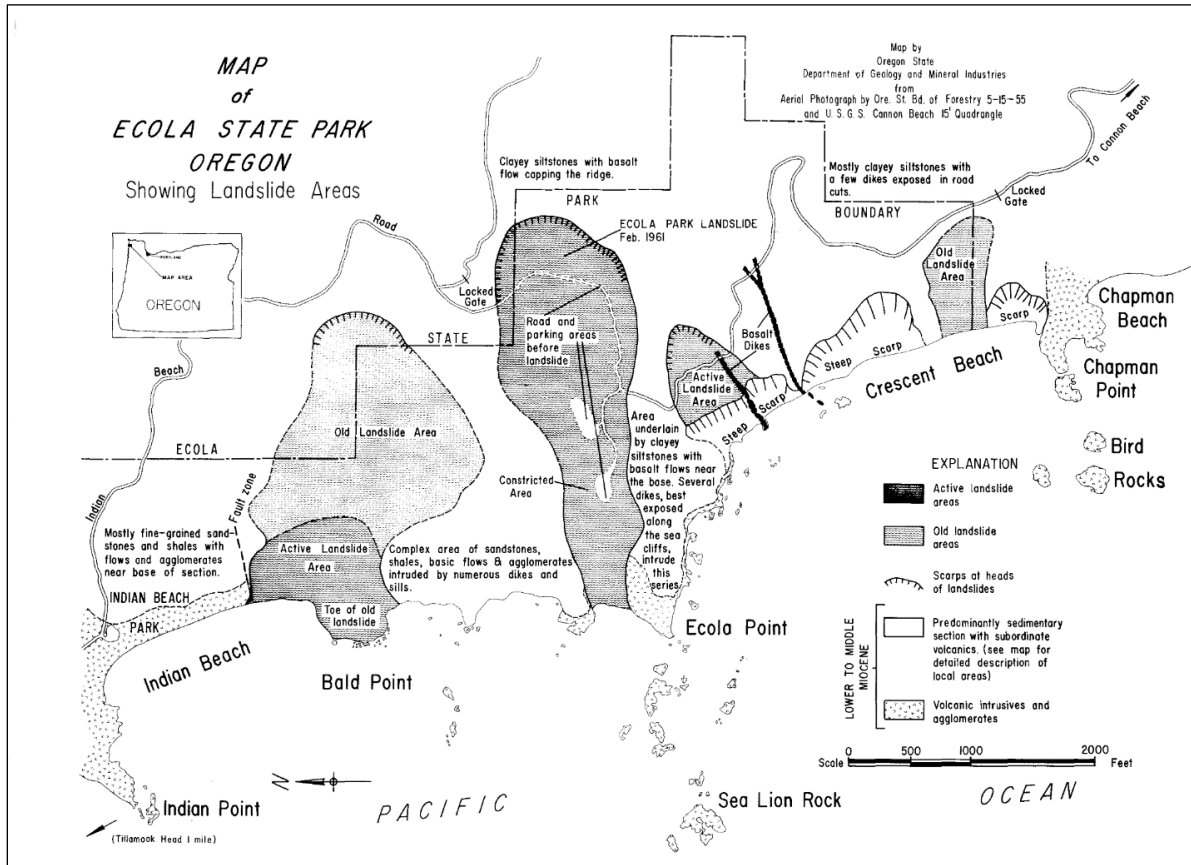 MAP
of
ECOLA STATE PARK
OREGON
Showing Landslide Areas
Map by
Oregon State
Department of Geology and Mineral Industries
from
Aerial Photograph by Ore. St. Bd. of Forestry 5-15-55
and U.S.G.S. Cannon Beach 15' Quadrangle
To Cannon Beach
Clayey siltstones with basalt
flow capping the ridge.
PARK
Mostly clayey siltstones with
a few dikes exposed in road
cuts.
Locked
Gate
BOUNDARY
ECOLA PARK LANDSLIDE
Feb. 1961
Road
PORTLAND
MAP AREA
OREGON
Locked
Gate
Old
Landslide
Area
Road and
parking areas
before
landslide
STATE
Basalt
Dikes
Scarp
Chapman
Beach
Beach
Active
Landslide
Area
Steep Scarp
Crescent Beach
Chapman
Point
Steep Scarp
Old Landslide Area
ECOLA
Area
underlain
by clayey
siltstones with
basalt flows near
the base. Several
dikes, best
exposed
along
the sea
cliffs,
intrude
this
series.
Bird
Rocks
Constricted
Area
Fault zone
Indian
EXPLANATION
Active landslide
areas
Old landslide
areas
Scarps at heads
of landslides
LOWER TO MIDDLE
MIOCENE
Predominantly sedimentary
section with subordinate
volcanics. (see map for
detailed description of
local areas)
Volcanic intrusives and
agglomerates
Mostly fine-grained sand-
stones and shales with
flows and agglomerates
near base of section.
Active Landslide
Area
Complex area of sandstones,
shales, basic flows & agglomerates
intruded by numerous dikes and
sills.
INDIAN BEACH
PARK
Toe of old
landslide
Ecola Point
Indian Beach
Bald Point
Scale 0 500 1000 2000 Feet
N
Indian Point
PACIFIC
Sea Lion Rock
OCEAN
(Tillamook Head 1 mile)